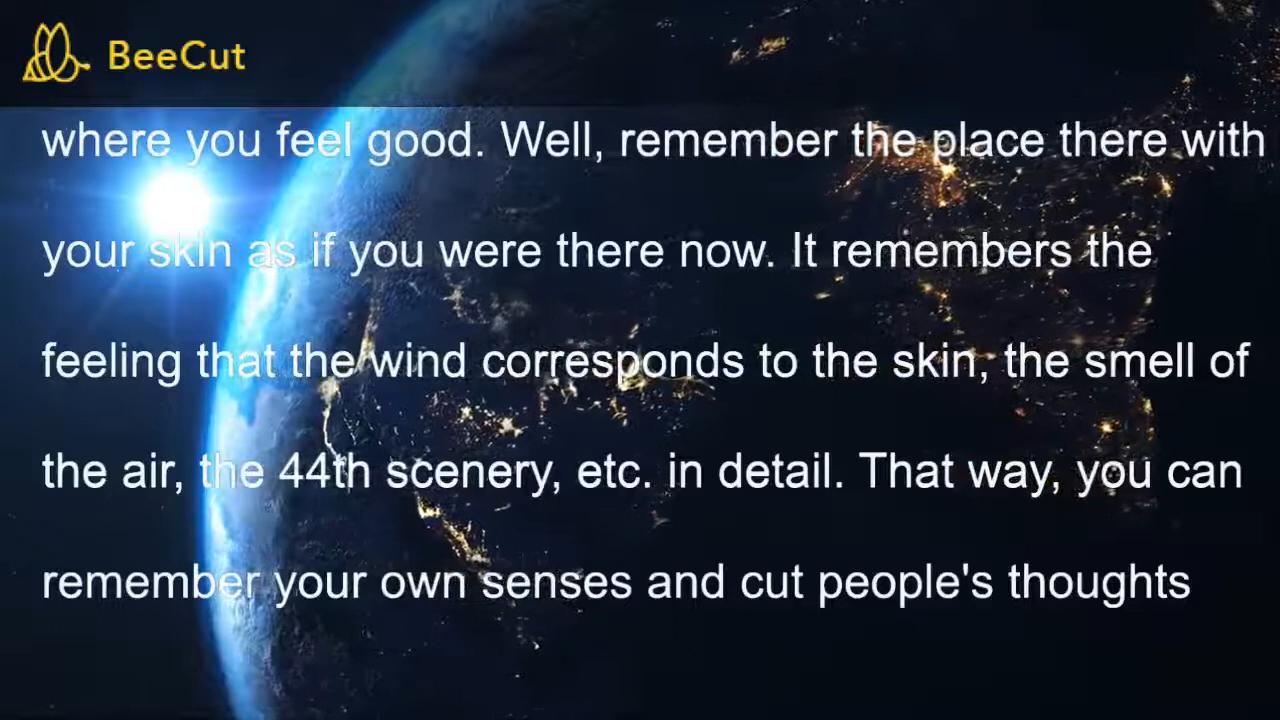 BeeCut
where you feel good. Well, remember the place there with
your skin as if you were there now. It remembers the
feeling that the wind corresponds to the skin, the smell of
the air, the 44th scenery, etc. in detail. That way, you can
remember your own senses and cut people's thoughts